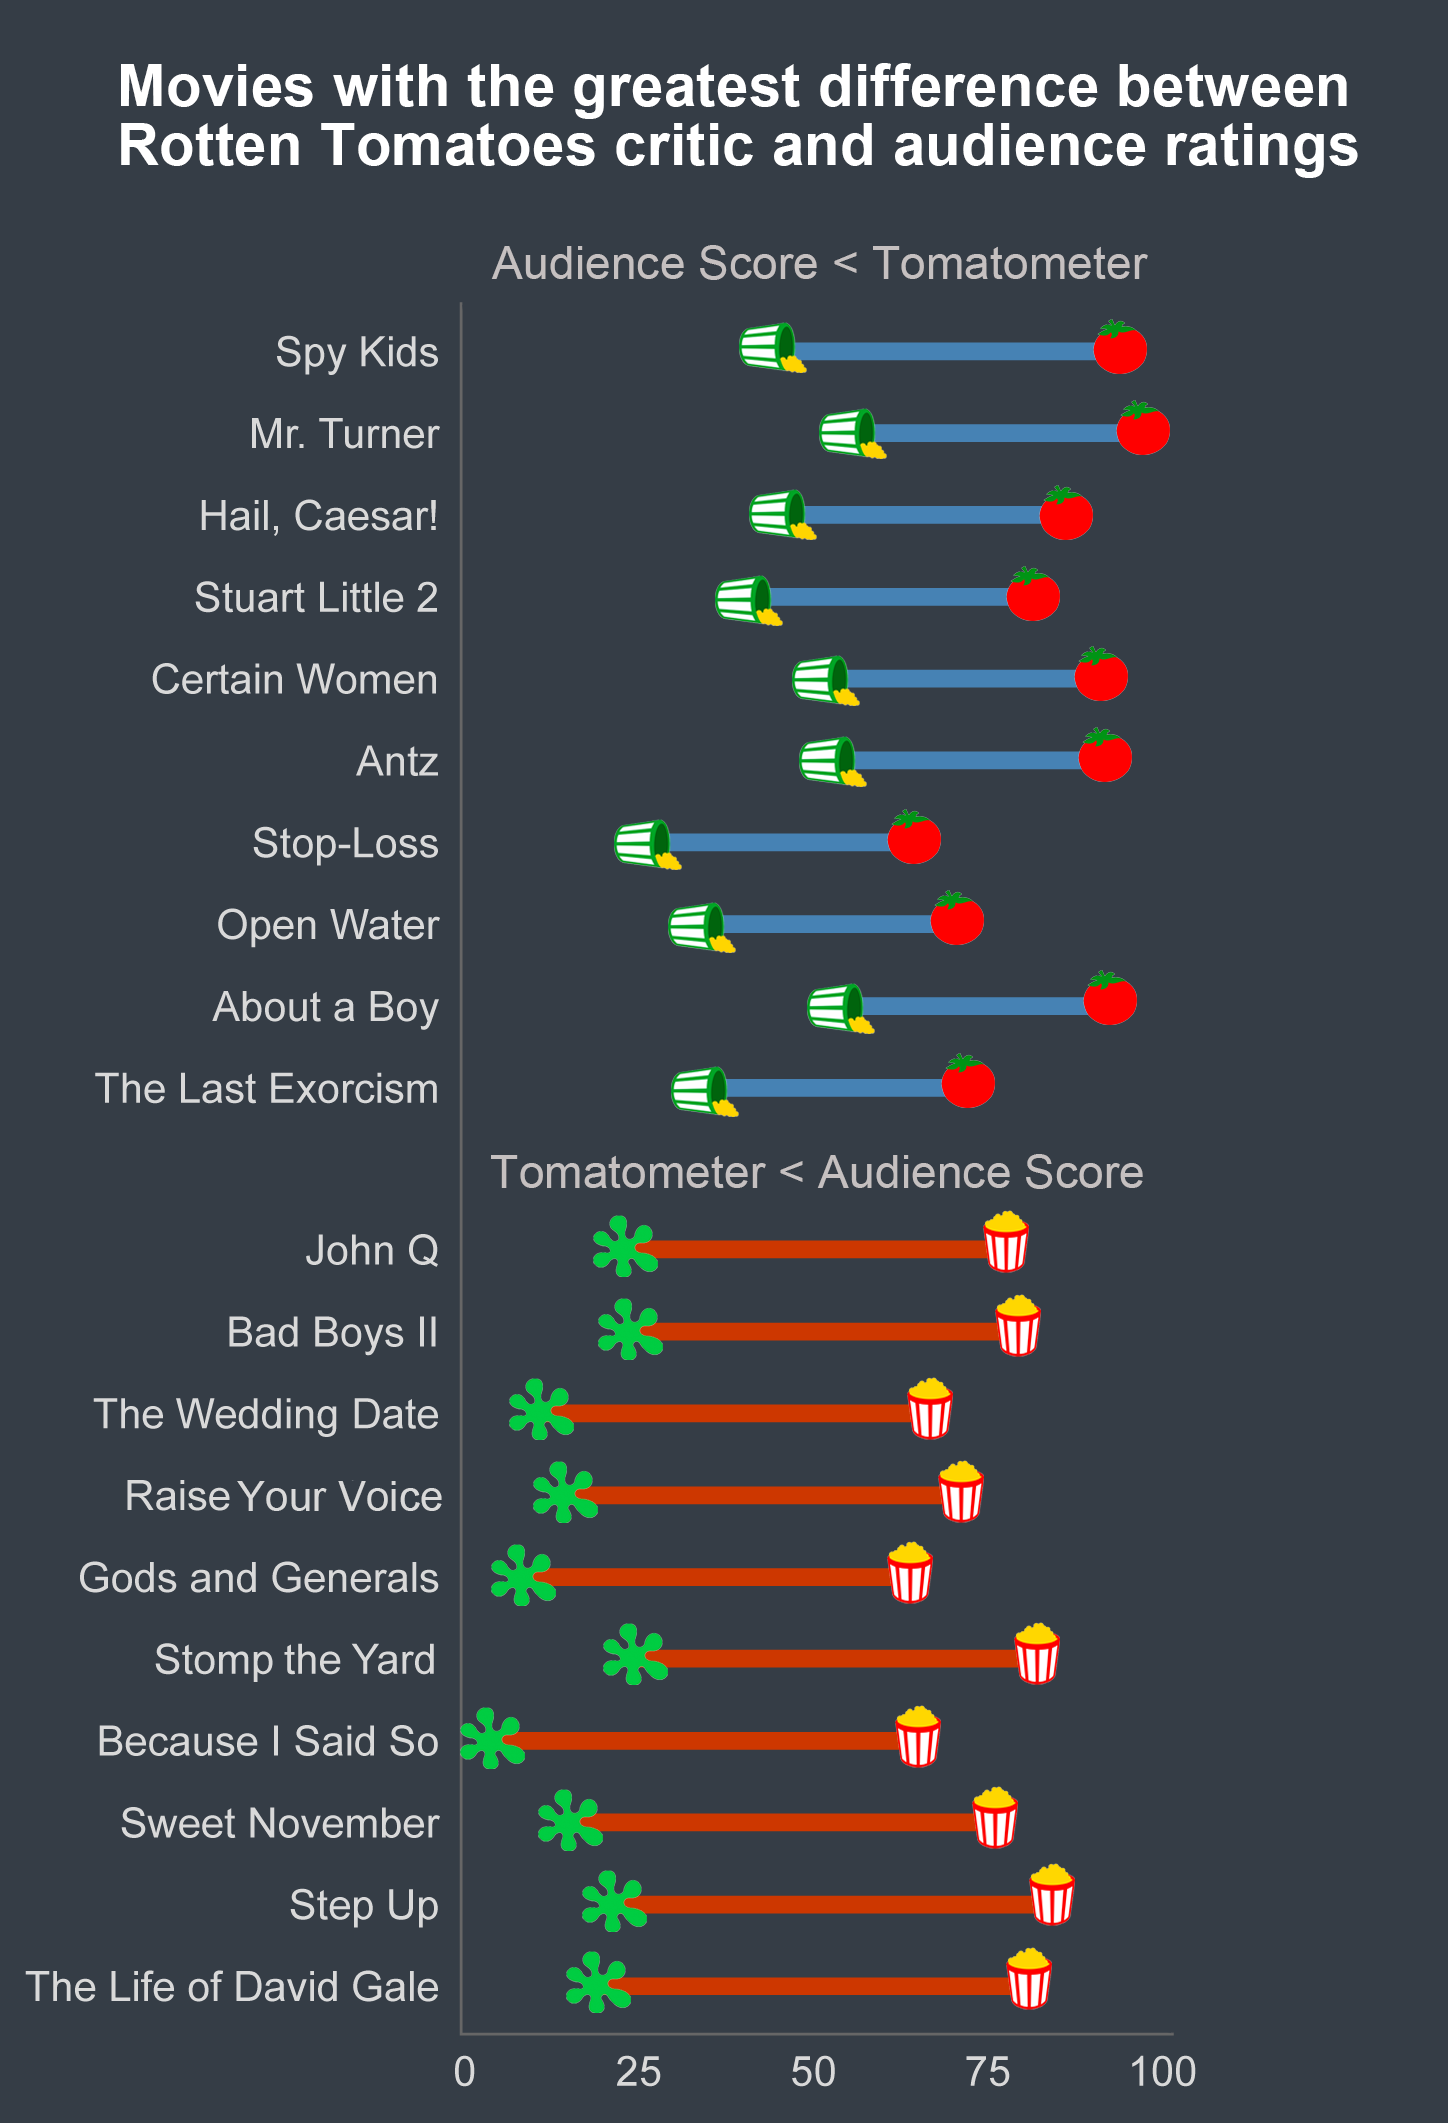 Movies with the greatest difference between
Rotten Tomatoes critic and audience ratings
Audience Score < Tomatometer
Spy Kids
Mr. Turner
Hail, Caesar!
Stuart Little 2
Certain Women
Antz
Stop-Loss
Open Water
About a Boy
The Last Exorcism
Tomatometer < Audience Score
John Q
Bad Boys II
The Wedding Date
Raise Your Voice
Gods and Generals
Stomp the Yard
Because I Said So
Sweet November
Step Up
The Life of David Gale
0 25 50 75 100